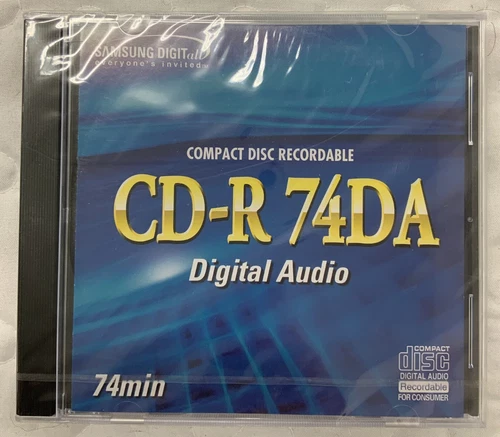 SAMSUNG DIGITall
everyone's invited
COMPACT DISC RECORDABLE
CD-R 74DA
Digital Audio
74min
COMPACT
disc
DIGITAL AUDIO
Recordable
FOR CONSUMER